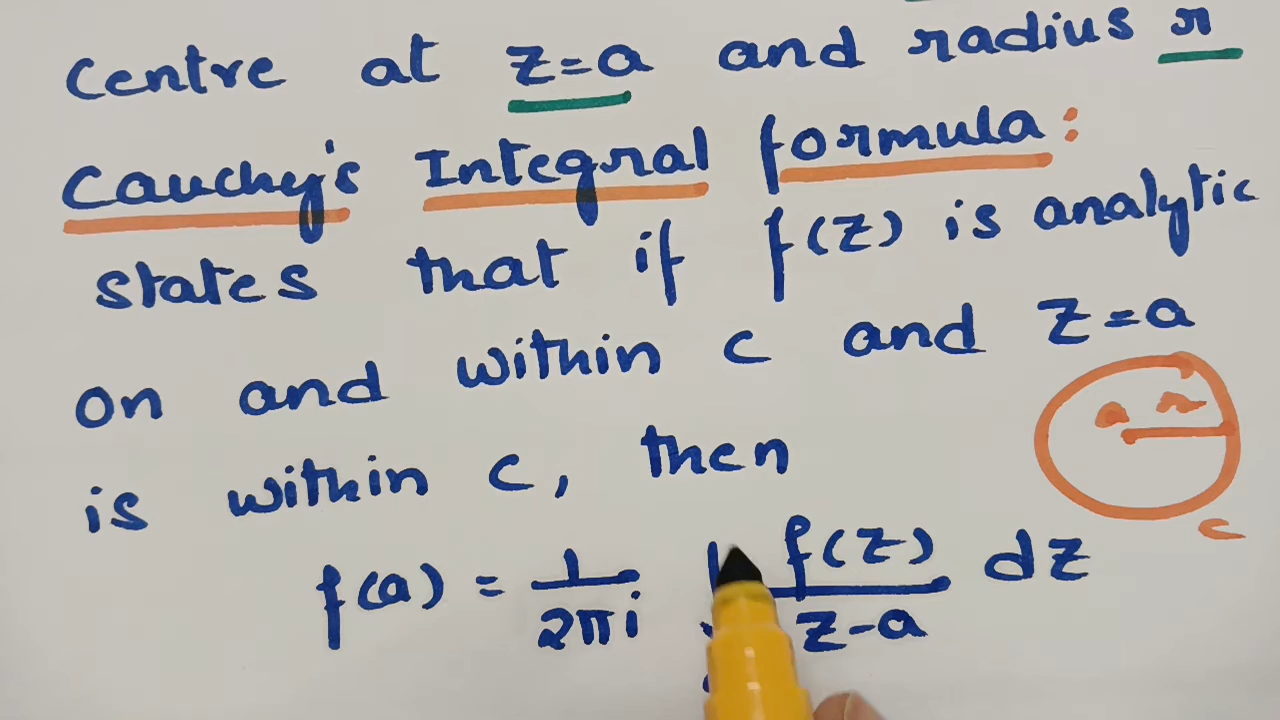 Centre at z=a and radius r
Cauchy's Integral formula:
states that if f(z) is analytic
on and within c and z=a
is within c, then
a r
c
f(a) = 1/2πi ∫ f(z)/z-a dz